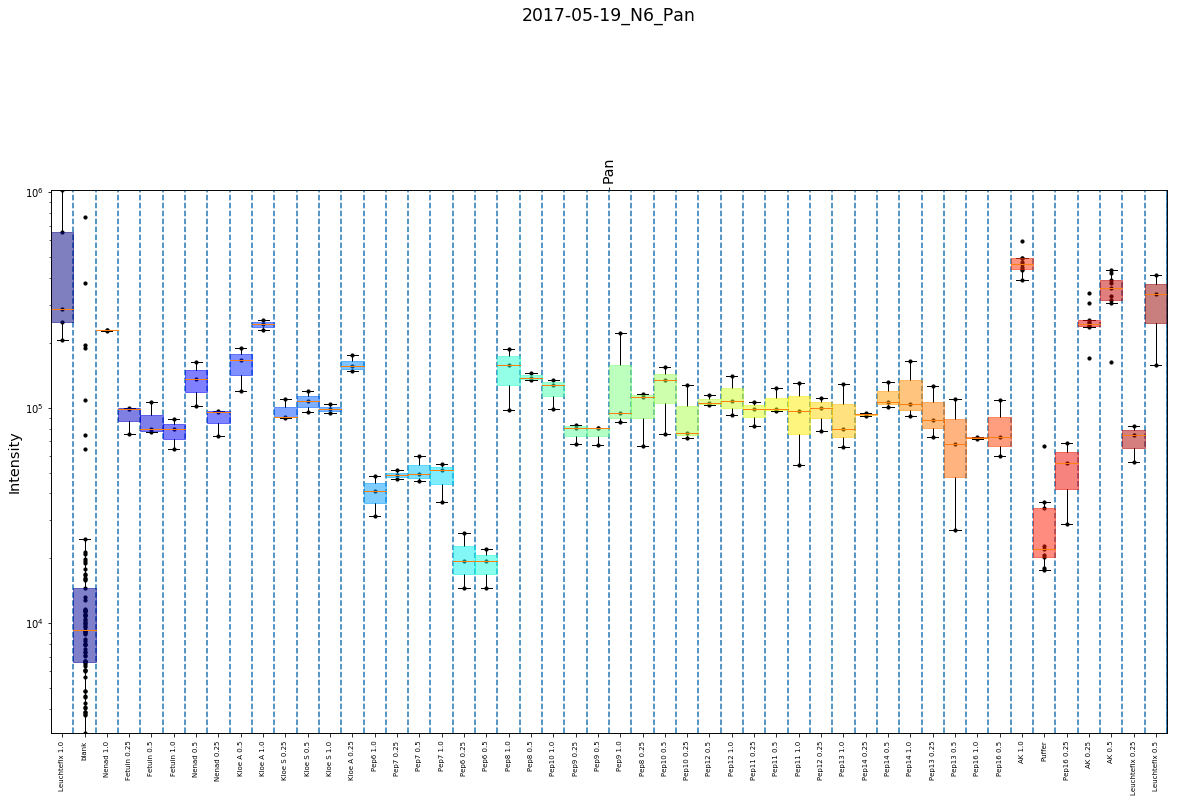 2017-05-19_N6_Pan
Pan
Intensity
10^6
10^5
10^4
Leuchtefix 1.0
blank
Nenad 1.0
Fetuin 0.25
Fetuin 0.5
Fetuin 1.0
Nenad 0.5
Nenad 0.25
Kloe A 0.5
Kloe A 1.0
Kloe S 0.25
Kloe S 0.5
Kloe S 1.0
Kloe A 0.25
Pep6 1.0
Pep7 0.25
Pep7 0.5
Pep7 1.0
Pep6 0.25
Pep6 0.5
Pep8 1.0
Pep8 0.5
Pep10 1.0
Pep9 0.25
Pep9 0.5
Pep9 1.0
Pep8 0.25
Pep10 0.5
Pep10 0.25
Pep12 0.5
Pep12 1.0
Pep11 0.25
Pep11 0.5
Pep11 1.0
Pep12 0.25
Pep13 1.0
Pep14 0.25
Pep14 0.5
Pep14 1.0
Pep13 0.25
Pep13 0.5
Pep16 1.0
Pep16 0.5
AK 1.0
Puffer
Pep16 0.25
AK 0.25
AK 0.5
Leuchtefix 0.25
Leuchtefix 0.5